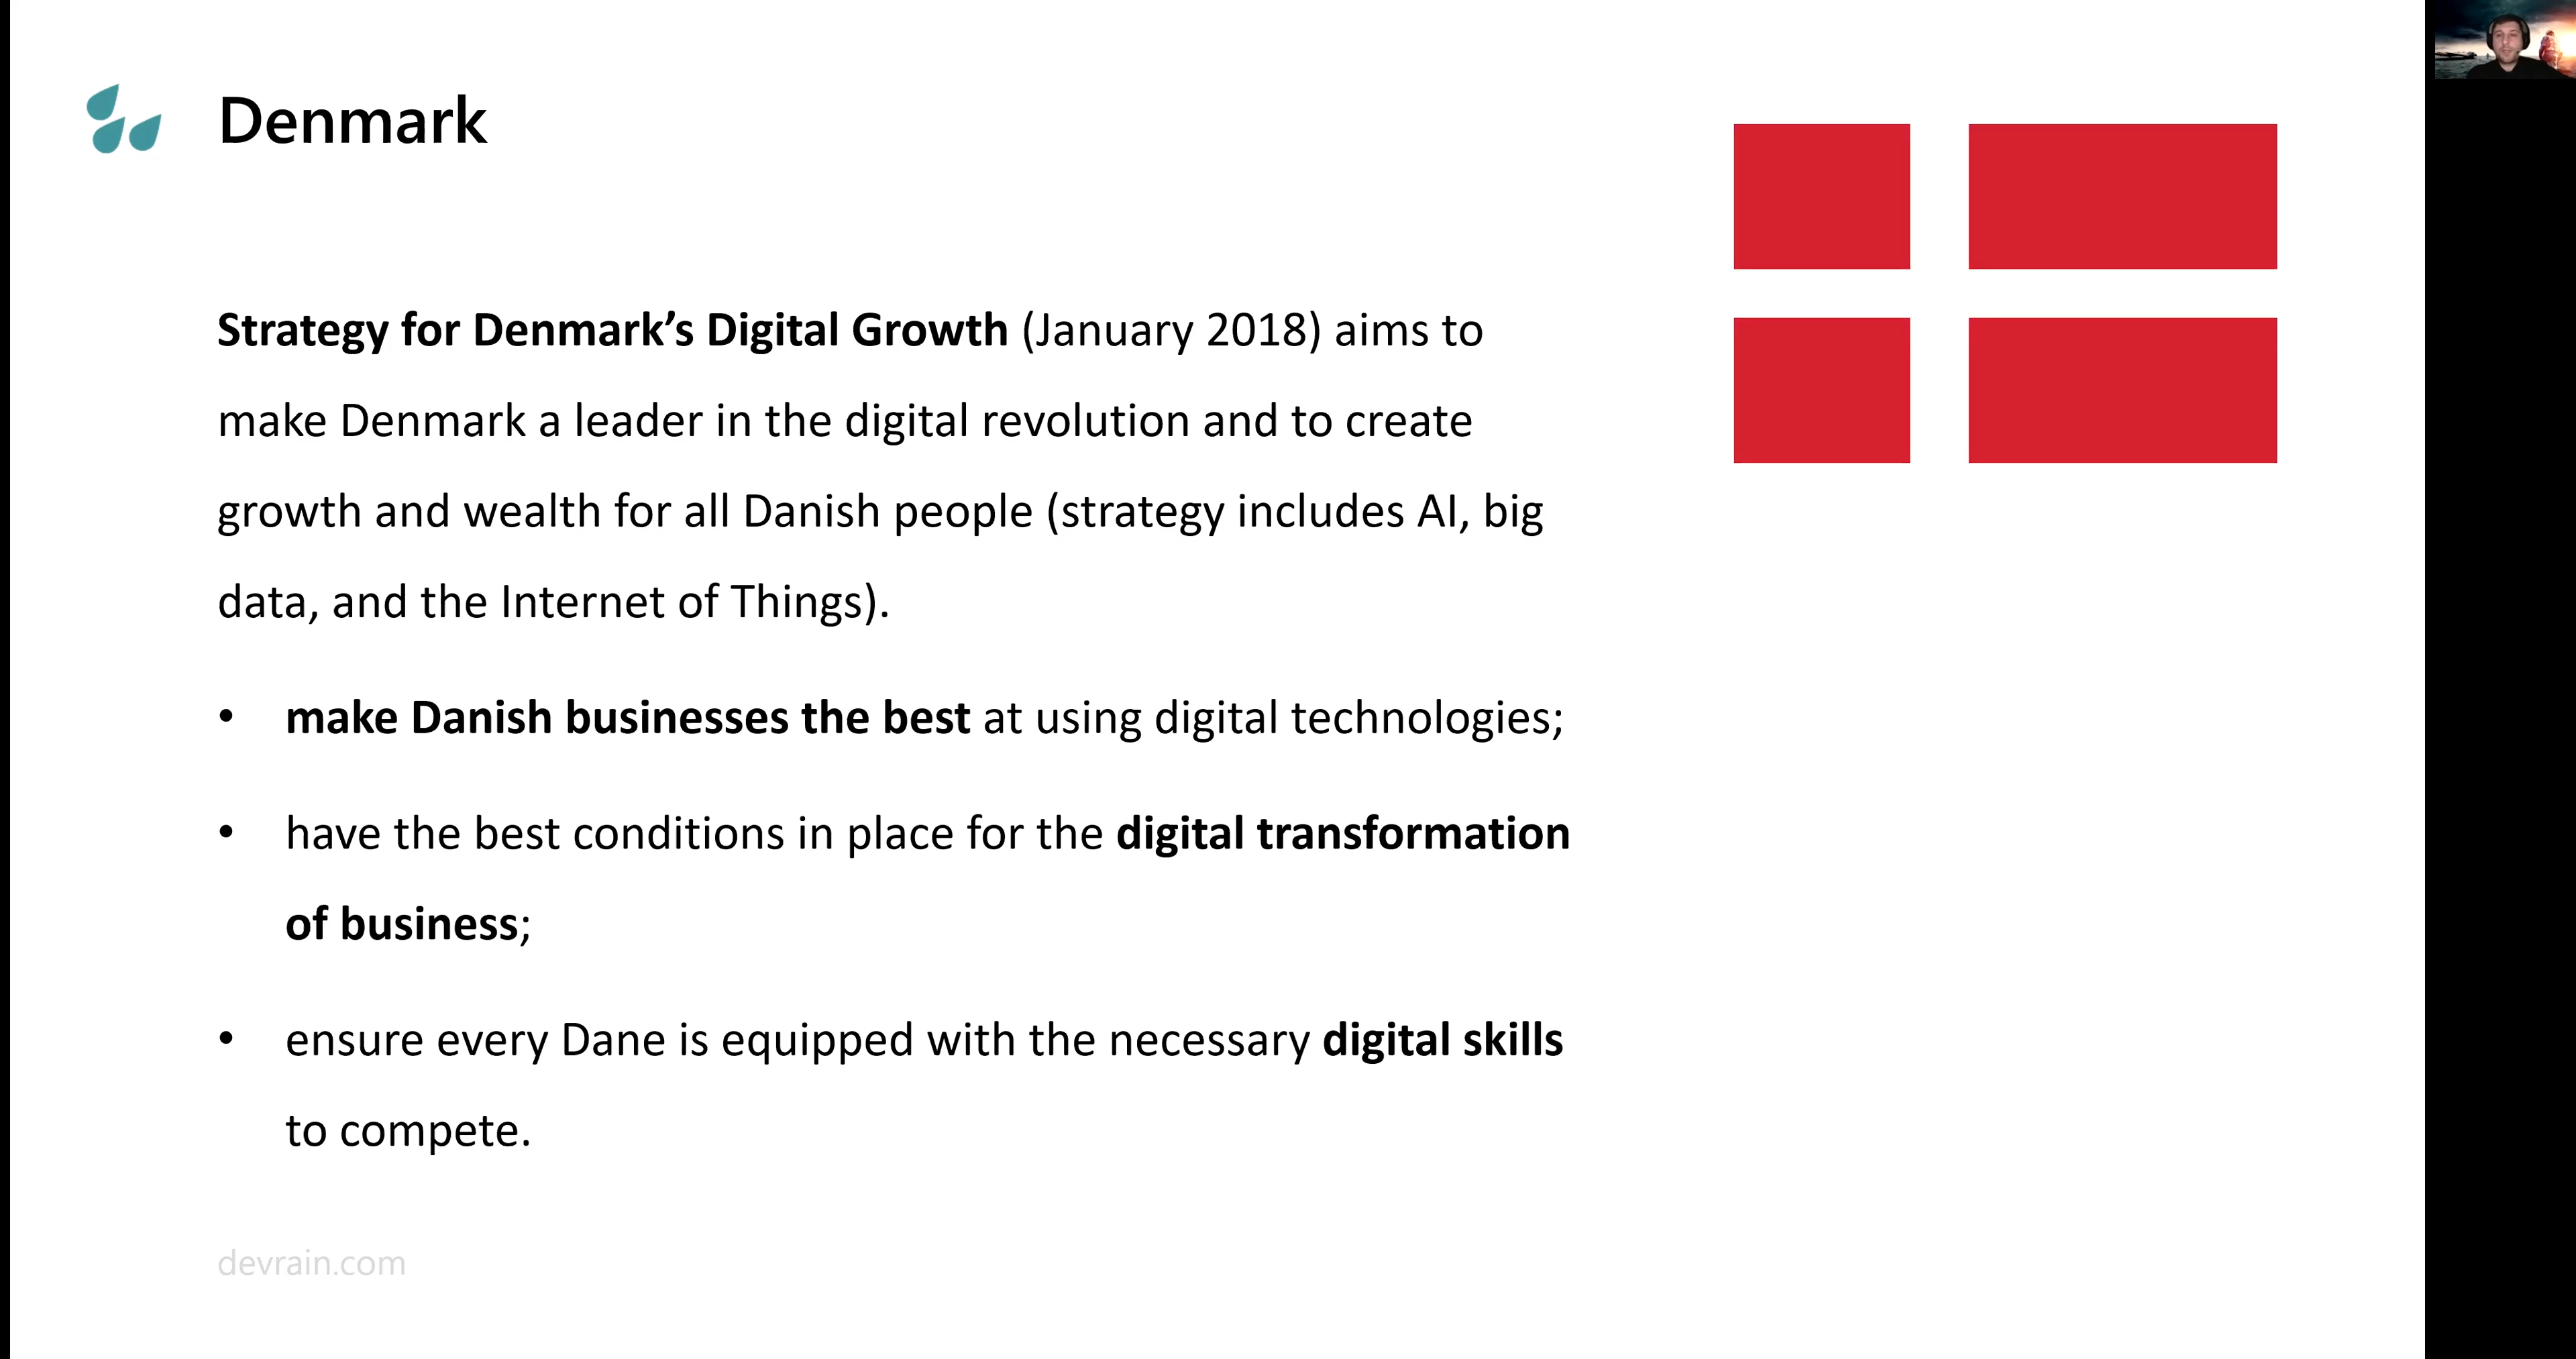 Denmark
Strategy for Denmark’s Digital Growth (January 2018) aims to
make Denmark a leader in the digital revolution and to create
growth and wealth for all Danish people (strategy includes AI, big
data, and the Internet of Things).
• make Danish businesses the best at using digital technologies;
• have the best conditions in place for the digital transformation
of business;
• ensure every Dane is equipped with the necessary digital skills
to compete.
devrain.com